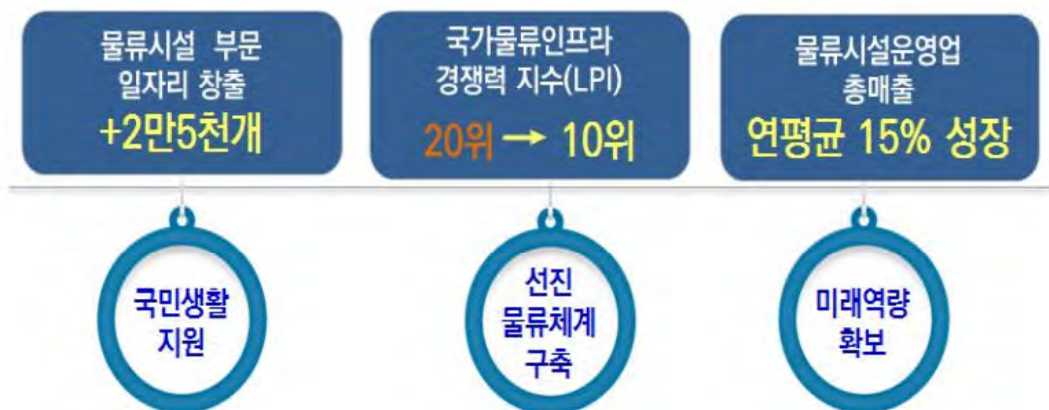 물류시설 부문
일자리 창출
+2만5천개
국가물류인프라
경쟁력 지수(LPI)
20위 → 10위
물류시설운영업
총매출
연평균 15% 성장
국민생활
지원
선진
물류체계
구축
미래역량
확보